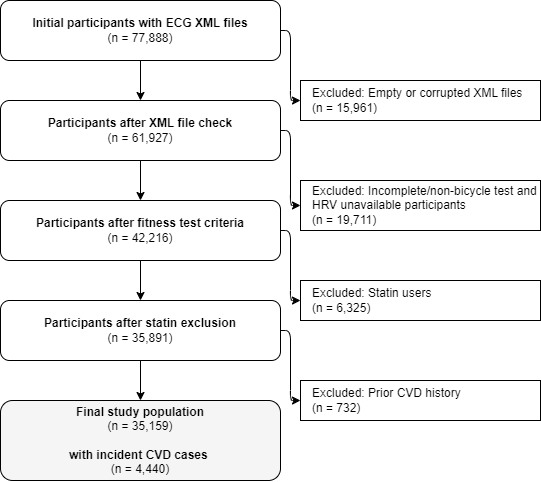 Initial participants with ECG XML files
(n = 77,888)
Excluded: Empty or corrupted XML files
(n = 15,961)
Participants after XML file check
(n = 61,927)
Excluded: Incomplete/non-bicycle test and
HRV unavailable participants
(n = 19,711)
Participants after fitness test criteria
(n = 42,216)
Excluded: Statin users
(n = 6,325)
Participants after statin exclusion
(n = 35,891)
Excluded: Prior CVD history
(n = 732)
Final study population
(n = 35,159)
with incident CVD cases
(n = 4,440)